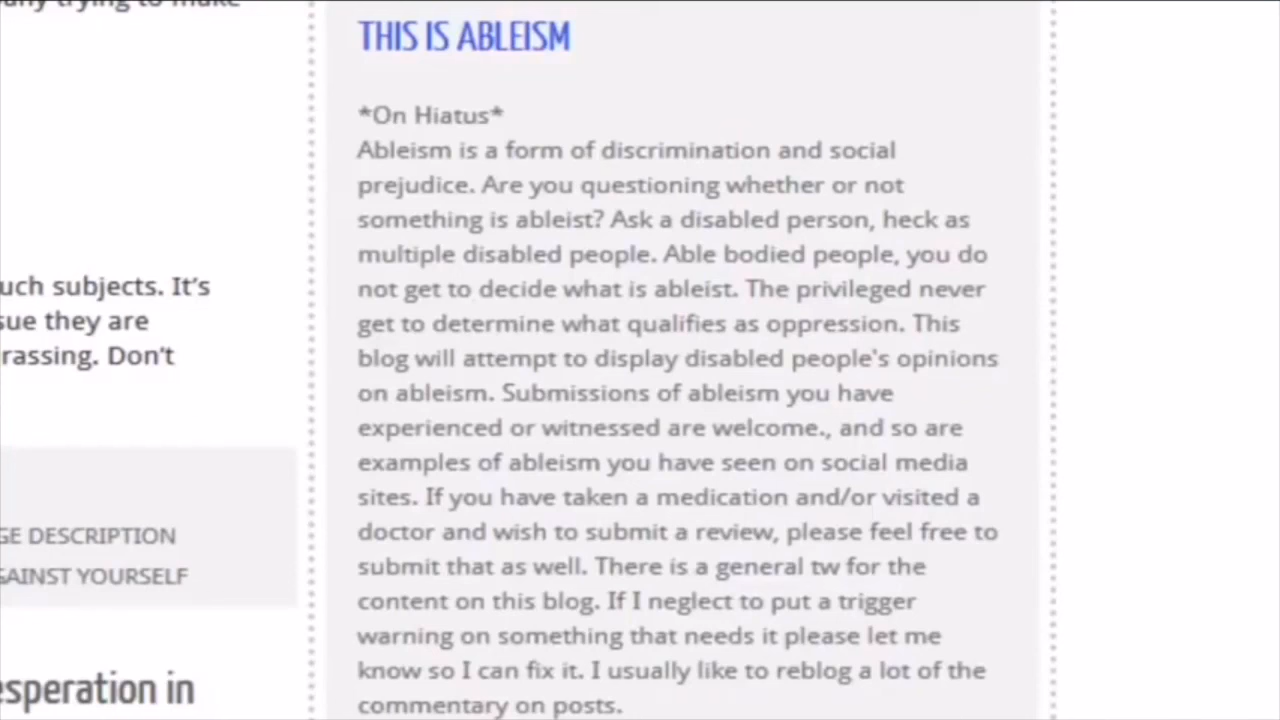 THIS IS ABLEISM
*On Hiatus*
Ableism is a form of discrimination and social
prejudice. Are you questioning whether or not
something is ableist? Ask a disabled person, heck as
multiple disabled people. Able bodied people, you do
not get to decide what is ableist. The privileged never
get to determine what qualifies as oppression. This
blog will attempt to display disabled people's opinions
on ableism. Submissions of ableism you have
experienced or witnessed are welcome., and so are
examples of ableism you have seen on social media
sites. If you have taken a medication and/or visited a
doctor and wish to submit a review, please feel free to
submit that as well. There is a general tw for the
content on this blog. If I neglect to put a trigger
warning on something that needs it please let me
know so I can fix it. I usually like to reblog a lot of the
commentary on posts.
uch subjects. It’s
sue they are
rassing. Don’t
GE DESCRIPTION
GAINST YOURSELF
esperation in